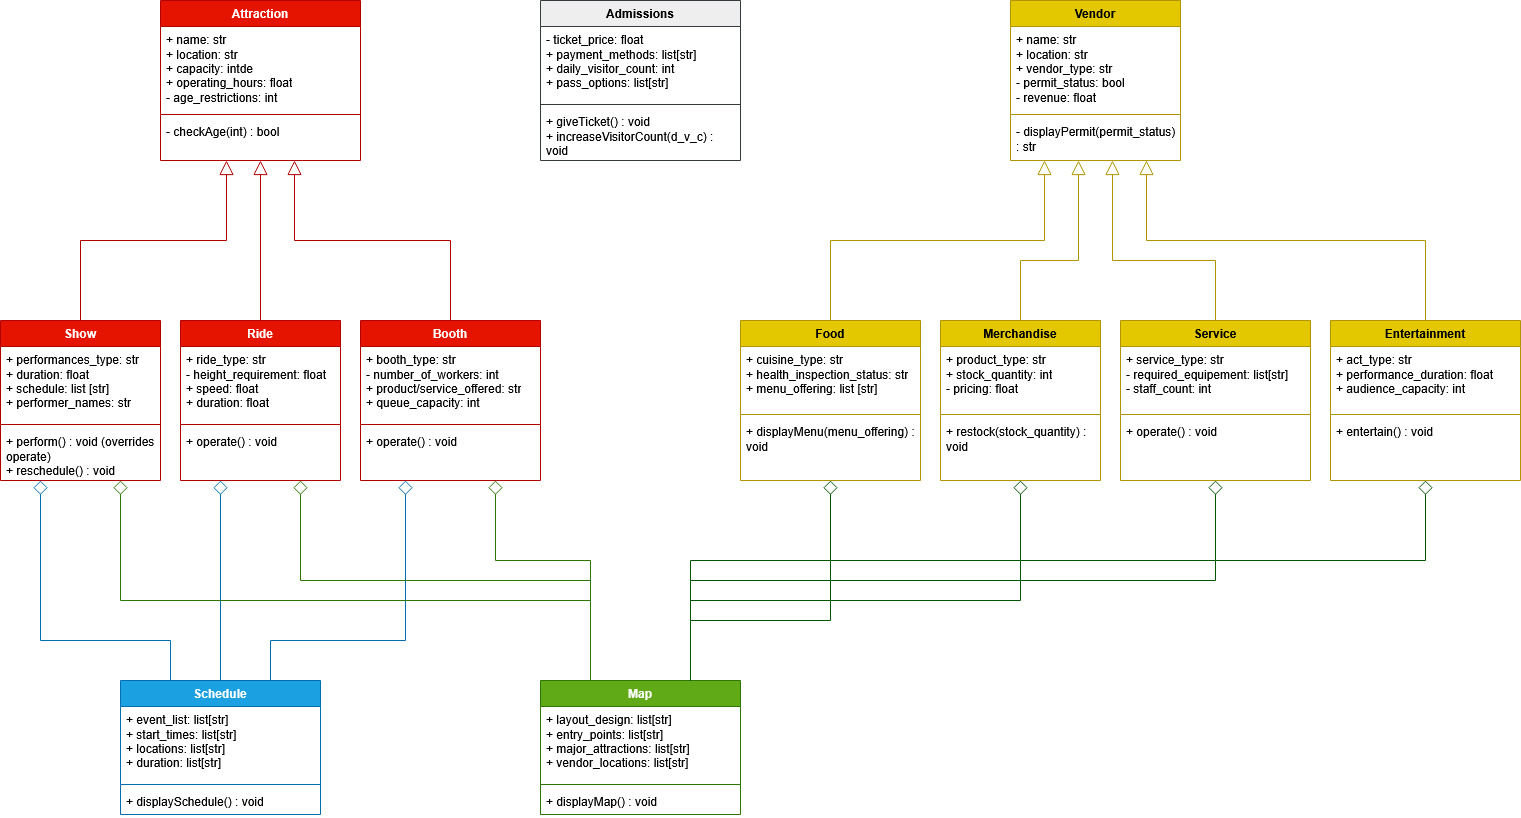 Attraction
+ name: str
+ location: str
+ capacity: intde
+ operating_hours: float
- age_restrictions: int
- checkAge(int) : bool
Admissions
- ticket_price: float
+ payment_methods: list[str]
+ daily_visitor_count: int
+ pass_options: list[str]
+ giveTicket() : void
+ increaseVisitorCount(d_v_c) :
void
Vendor
+ name: str
+ location: str
+ vendor_type: str
- permit_status: bool
- revenue: float
- displayPermit(permit_status)
: str
Show
+ performances_type: str
+ duration: float
+ schedule: list [str]
+ performer_names: str
+ perform() : void (overrides
operate)
+ reschedule() : void
Ride
+ ride_type: str
- height_requirement: float
+ speed: float
+ duration: float
+ operate() : void
Booth
+ booth_type: str
- number_of_workers: int
+ product/service_offered: str
+ queue_capacity: int
+ operate() : void
Food
+ cuisine_type: str
+ health_inspection_status: str
+ menu_offering: list [str]
+ displayMenu(menu_offering) :
void
Merchandise
+ product_type: str
+ stock_quantity: int
- pricing: float
+ restock(stock_quantity) :
void
Service
+ service_type: str
- required_equipement: list[str]
- staff_count: int
+ operate() : void
Entertainment
+ act_type: str
+ performance_duration: float
+ audience_capacity: int
+ entertain() : void
Schedule
+ event_list: list[str]
+ start_times: list[str]
+ locations: list[str]
+ duration: list[str]
+ displaySchedule() : void
Map
+ layout_design: list[str]
+ entry_points: list[str]
+ major_attractions: list[str]
+ vendor_locations: list[str]
+ displayMap() : void